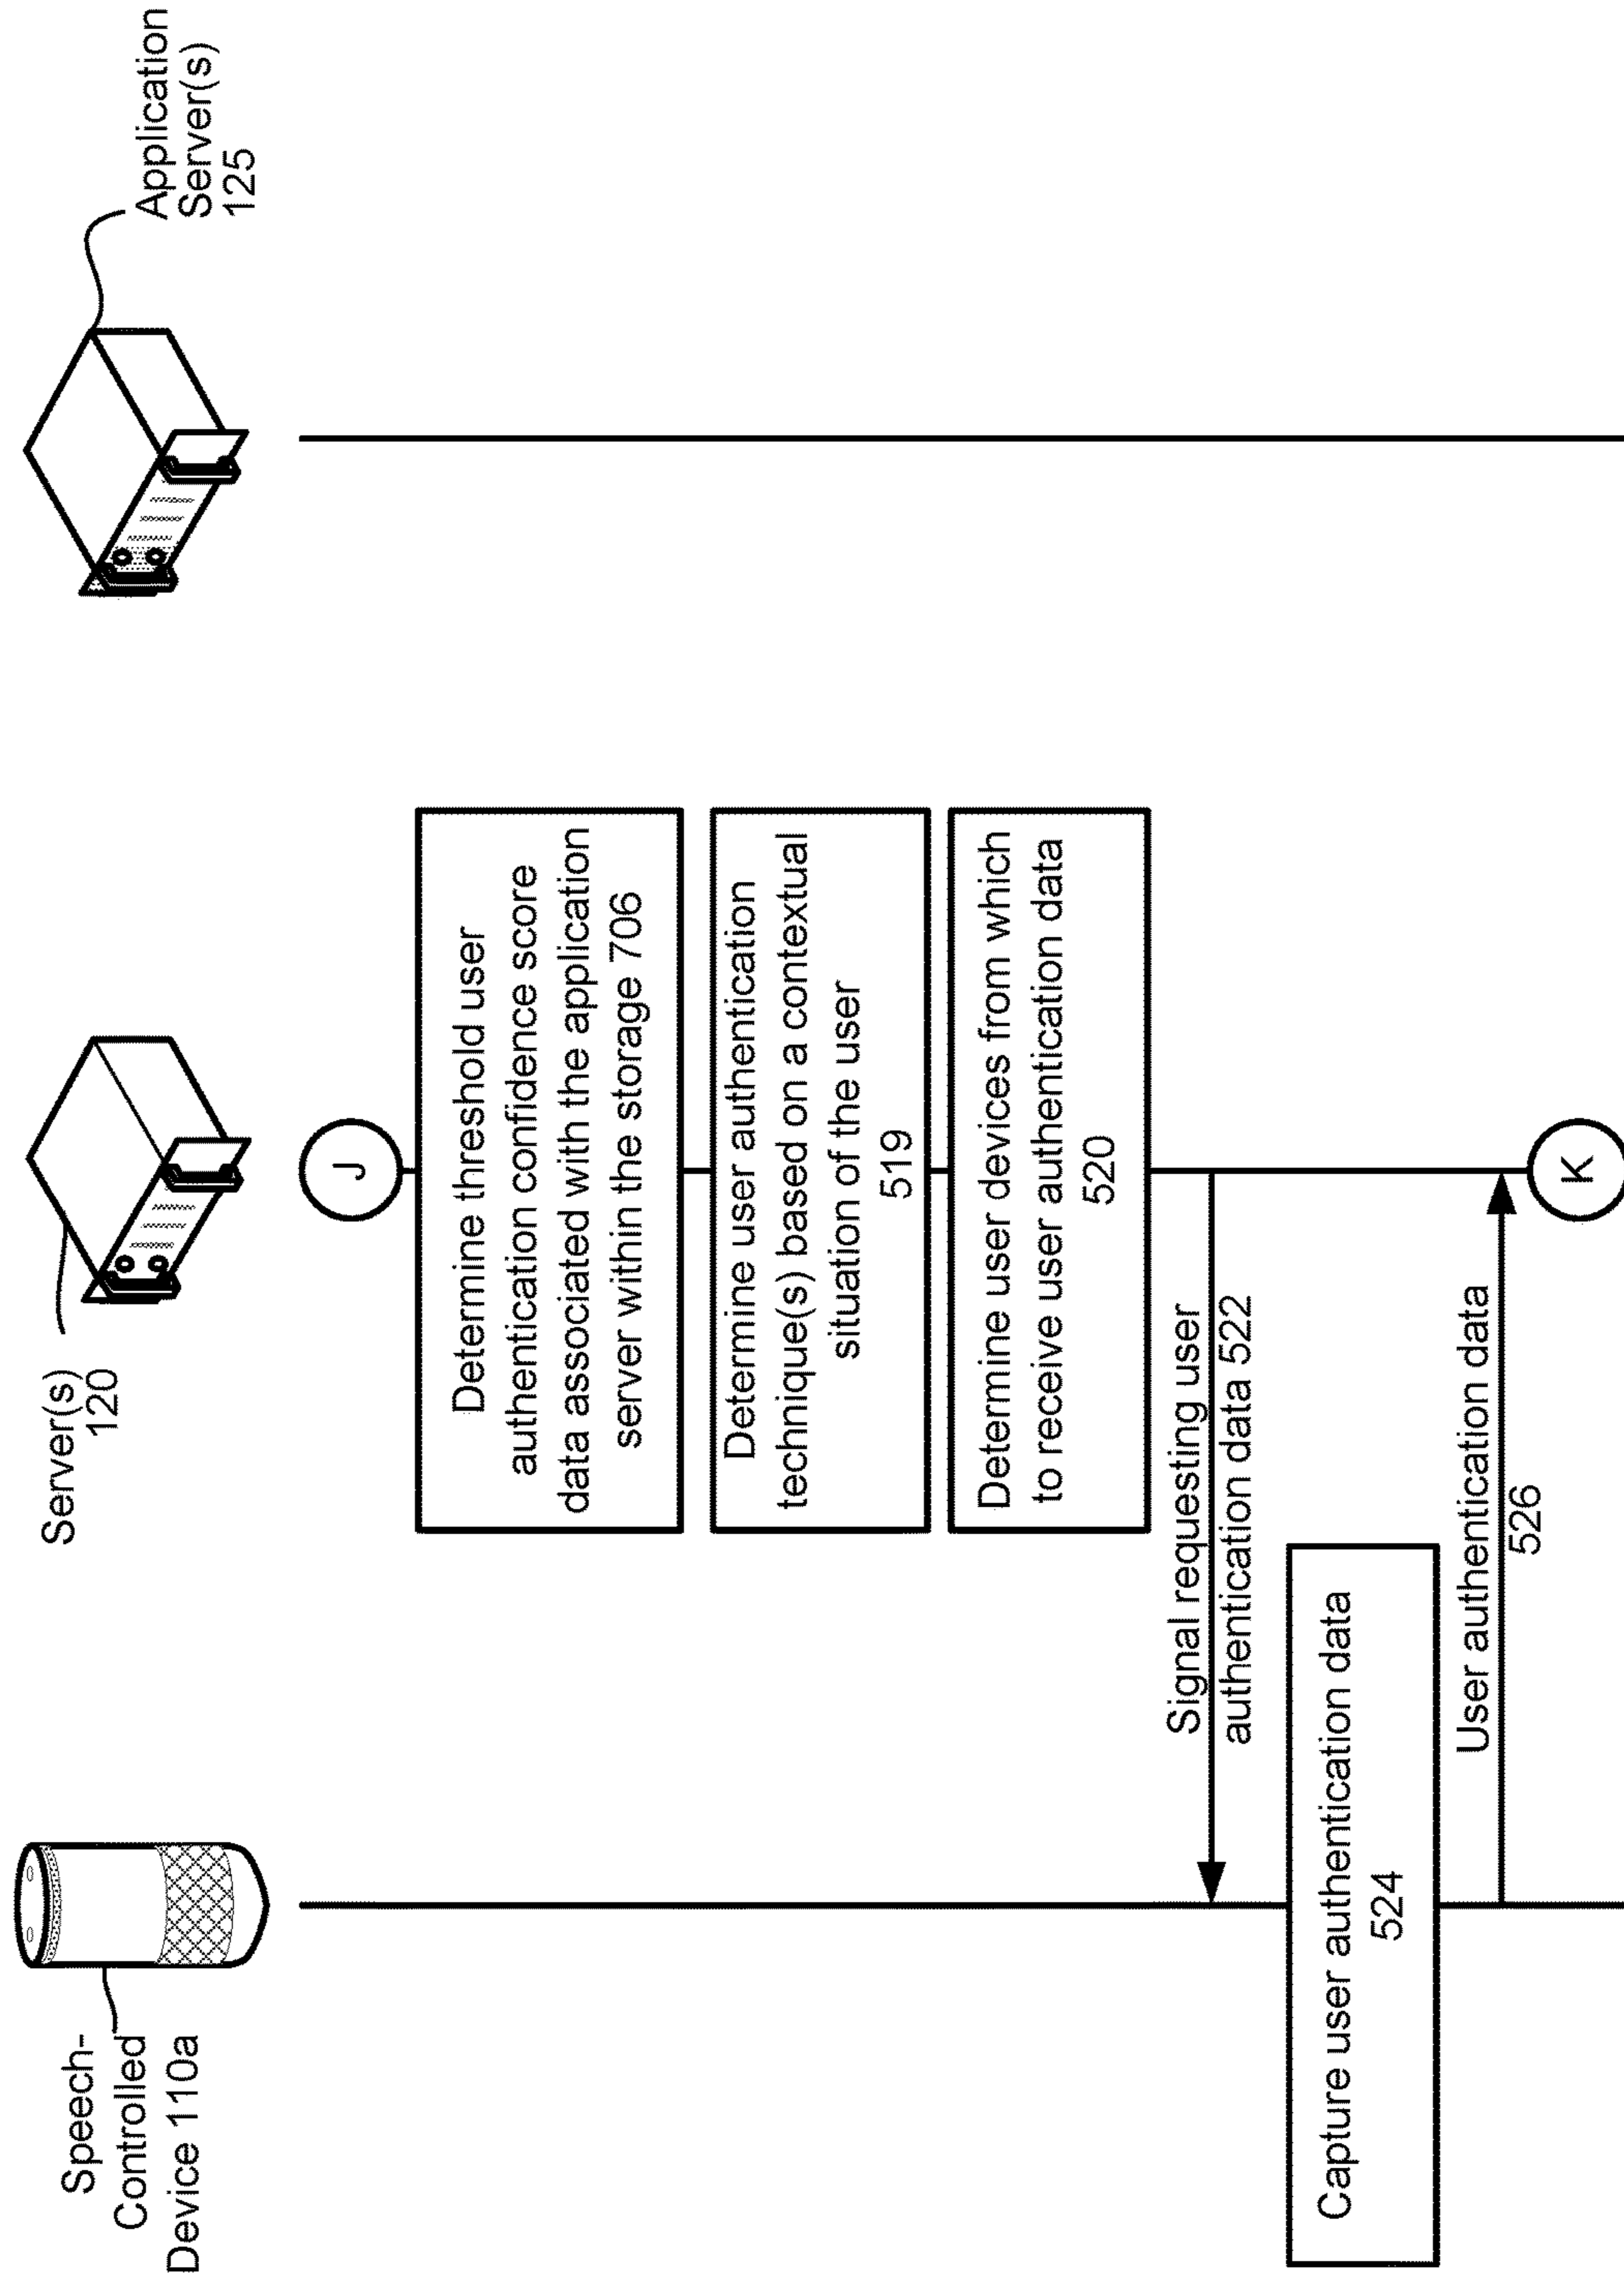 Speech-
Controlled
Device 110a
Server(s)
120
Application
Server(s)
125
J
Determine threshold user
authentication confidence score
data associated with the application
server within the storage 706
Determine user authentication
technique(s) based on a contextual
situation of the user
519
Determine user devices from which
to receive user authentication data
520
Signal requesting user
authentication data 522
Capture user authentication data
524
User authentication data
526
K